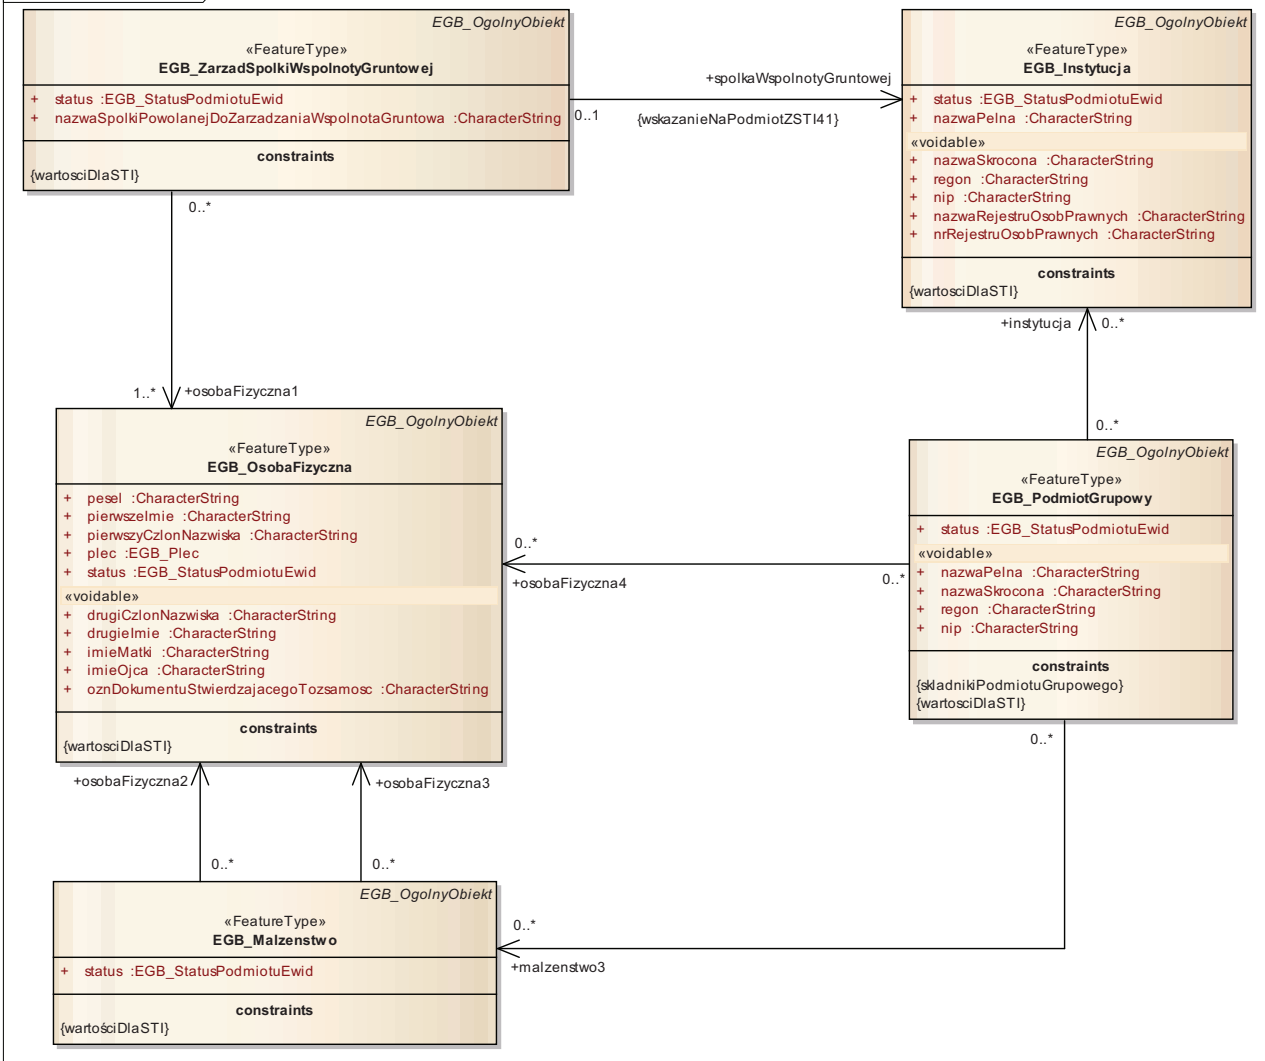 EGB_OgolnyObiekt
«FeatureType»
EGB_ZarzadSpolkiWspolnotyGruntowej
+ status :EGB_StatusPodmiotuEwid
+ nazwaSpolkiPowolanejDoZarzadzaniaWspolnotaGruntowa :CharacterString
constraints
{wartosciDlaSTI}
0..1
+spolkaWspolnotyGruntowej
{wskazanieNaPodmiotZSTI41}
EGB_OgolnyObiekt
«FeatureType»
EGB_Instytucja
+ status :EGB_StatusPodmiotuEwid
+ nazwaPelna :CharacterString
«voidable»
+ nazwaSkrocona :CharacterString
+ regon :CharacterString
+ nip :CharacterString
+ nazwaRejestruOsobPrawnych :CharacterString
+ nrRejestruOsobPrawnych :CharacterString
constraints
{wartosciDlaSTI}
0..*
1..*
+osobaFizyczna1
+instytucja
0..*
0..*
EGB_OgolnyObiekt
«FeatureType»
EGB_OsobaFizyczna
+ pesel :CharacterString
+ pierwszeImie :CharacterString
+ pierwszyCzlonNazwiska :CharacterString
+ plec :EGB_Plec
+ status :EGB_StatusPodmiotuEwid
«voidable»
+ drugiCzlonNazwiska :CharacterString
+ drugieImie :CharacterString
+ imieMatki :CharacterString
+ imieOjca :CharacterString
+ oznDokumentuStwierdzajacegoTozsamosc :CharacterString
constraints
{wartosciDlaSTI}
0..*
+osobaFizyczna4
0..*
EGB_OgolnyObiekt
«FeatureType»
EGB_PodmiotGrupowy
+ status :EGB_StatusPodmiotuEwid
«voidable»
+ nazwaPelna :CharacterString
+ nazwaSkrocona :CharacterString
+ regon :CharacterString
+ nip :CharacterString
constraints
{skladnikiPodmiotuGrupowego}
{wartosciDlaSTI}
0..*
+osobaFizyczna2
+osobaFizyczna3
0..*
0..*
EGB_OgolnyObiekt
«FeatureType»
EGB_Malzenstwo
+ status :EGB_StatusPodmiotuEwid
constraints
{wartościDlaSTI}
0..*
+malzenstwo3